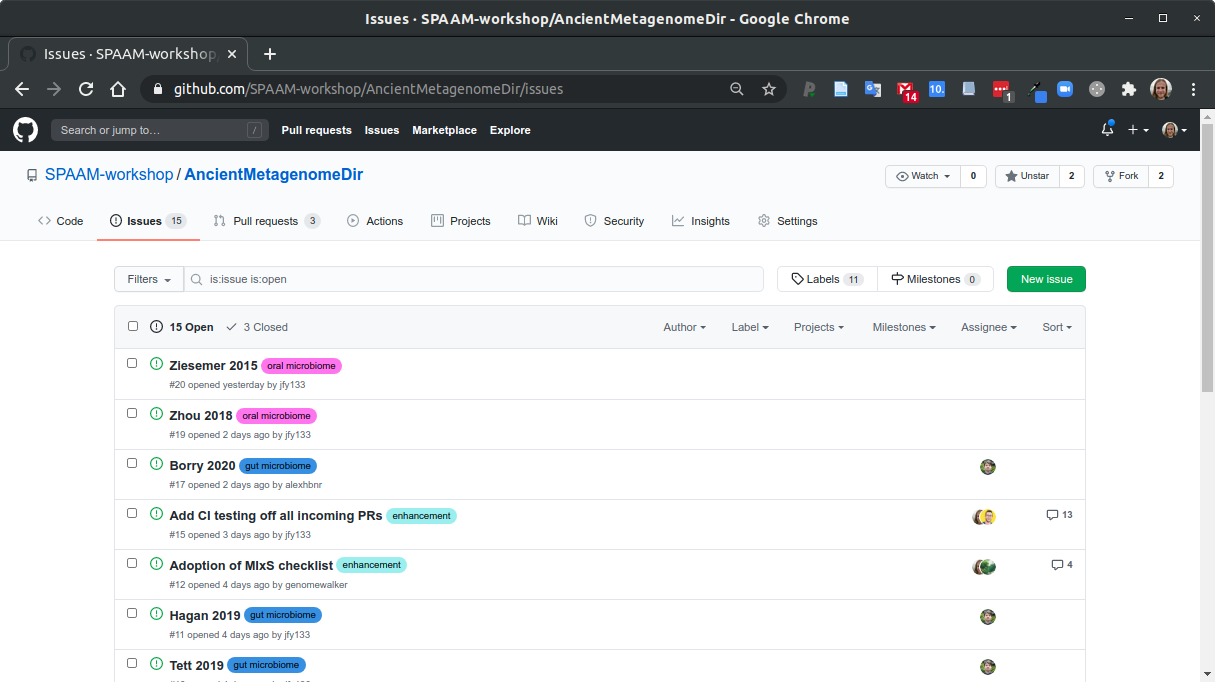 Issues · SPAAM-workshop/AncientMetagenomeDir - Google Chrome
Issues · SPAAM-workshop
github.com/SPAAM-workshop/AncientMetagenomeDir/issues
14
10.
1
Search or jump to…
/
Pull requests
Issues
Marketplace
Explore
SPAAM-workshop / AncientMetagenomeDir
Watch 0
Unstar 2
Fork 2
Code
Issues 15
Pull requests 3
Actions
Projects
Wiki
Security
Insights
Settings
Filters
is:issue is:open
Labels 11
Milestones 0
New issue
15 Open
3 Closed
Author
Label
Projects
Milestones
Assignee
Sort
Ziesemer 2015 oral microbiome
#20 opened yesterday by jfy133
Zhou 2018 oral microbiome
#19 opened 2 days ago by jfy133
Borry 2020 gut microbiome
#17 opened 2 days ago by alexhbnr
Add CI testing off all incoming PRs enhancement
13
#15 opened 3 days ago by jfy133
Adoption of MIxS checklist enhancement
4
#12 opened 4 days ago by genomewalker
Hagan 2019 gut microbiome
#11 opened 4 days ago by jfy133
Tett 2019 gut microbiome